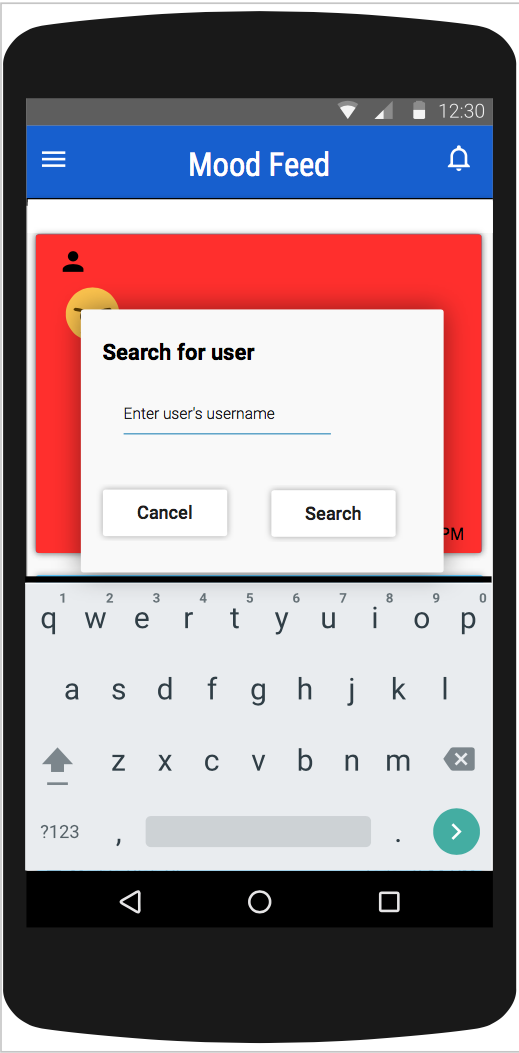 12:30
Mood Feed
Search for user
Enter user's username
Cancel Search
PM
1 2 3 4 5 6 7 8 9 0
q w e r t y u i o p
a s d f g h j k l
z x c v b n m
?123 , .